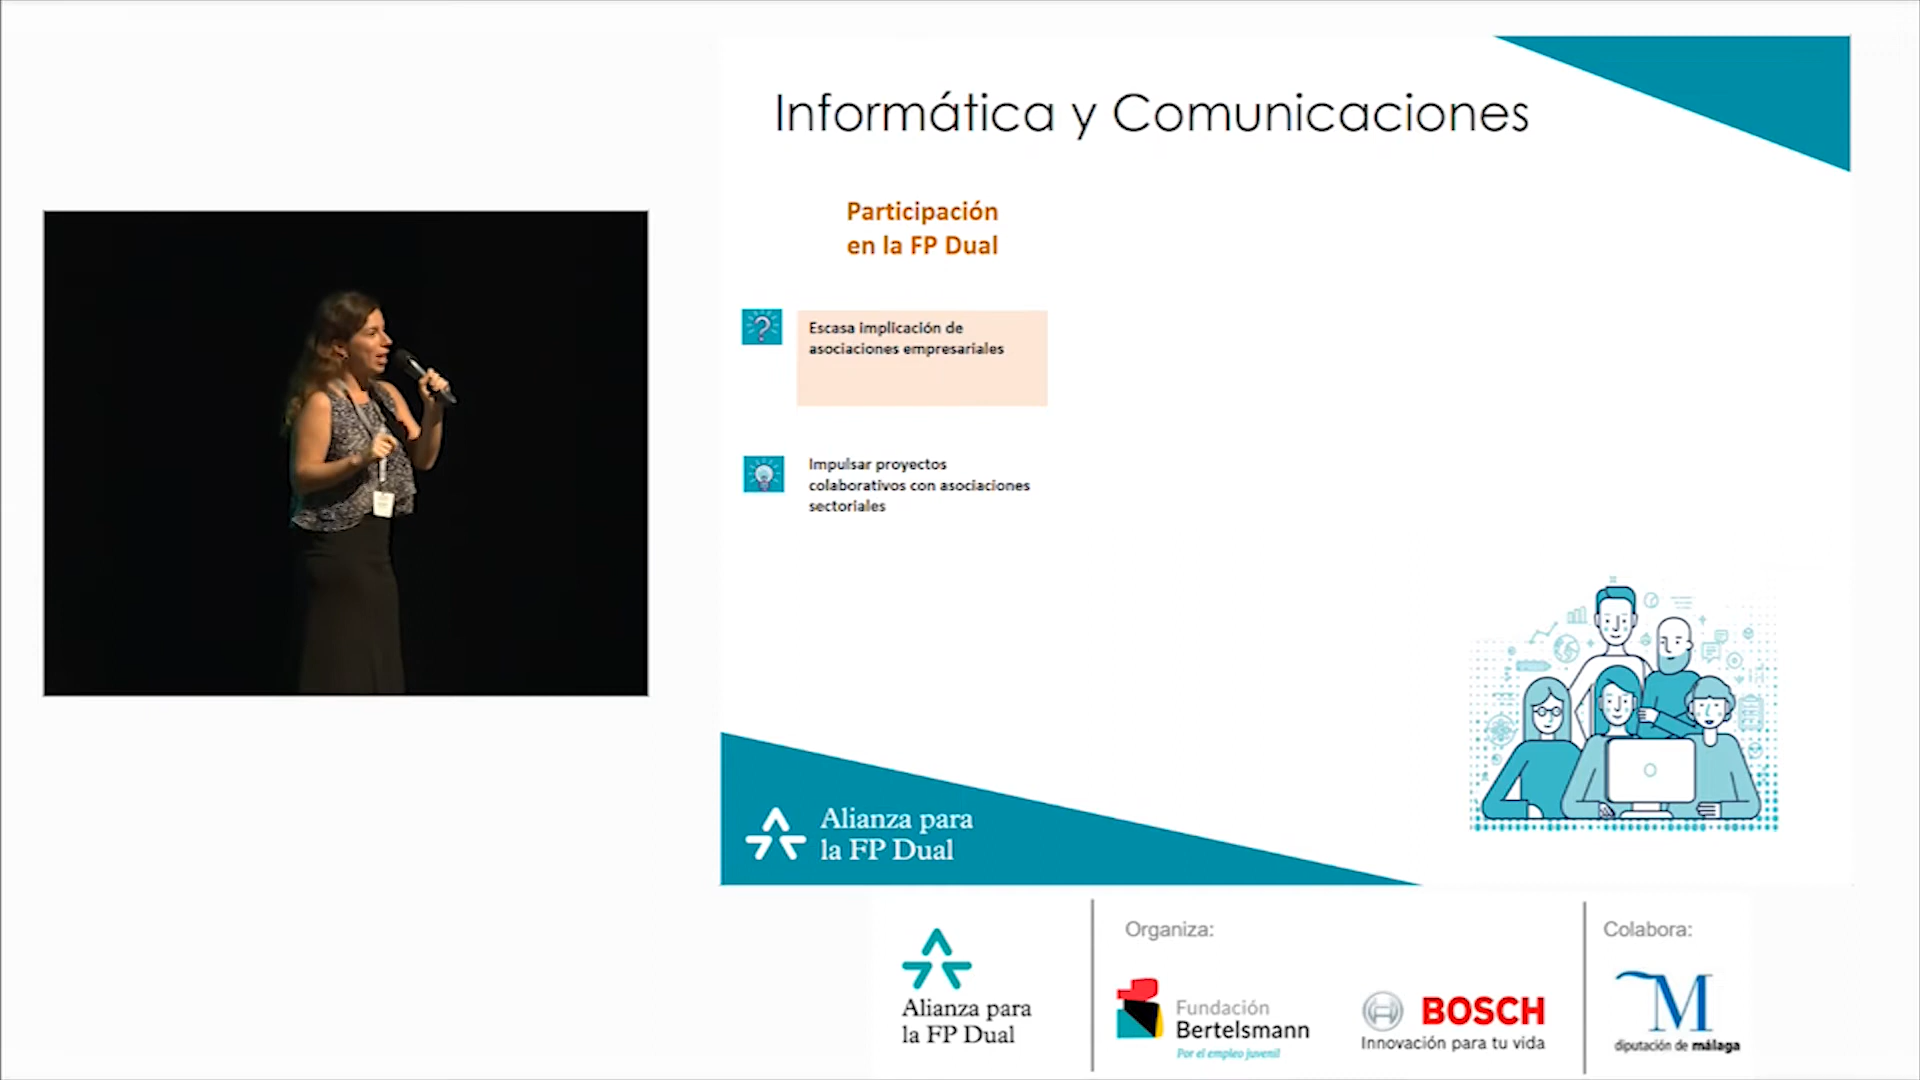 Informática y Comunicaciones
Participación
en la FP Dual
Escasa implicación de
asociaciones empresariales
Impulsar proyectos
colaborativos con asociaciones
sectoriales
Alianza para
la FP Dual
Alianza para
la FP Dual
Organiza:
Fundación
Bertelsmann
Por el empleo juvenil
BOSCH
Innovación para tu vida
Colabora:
M
diputación de málaga